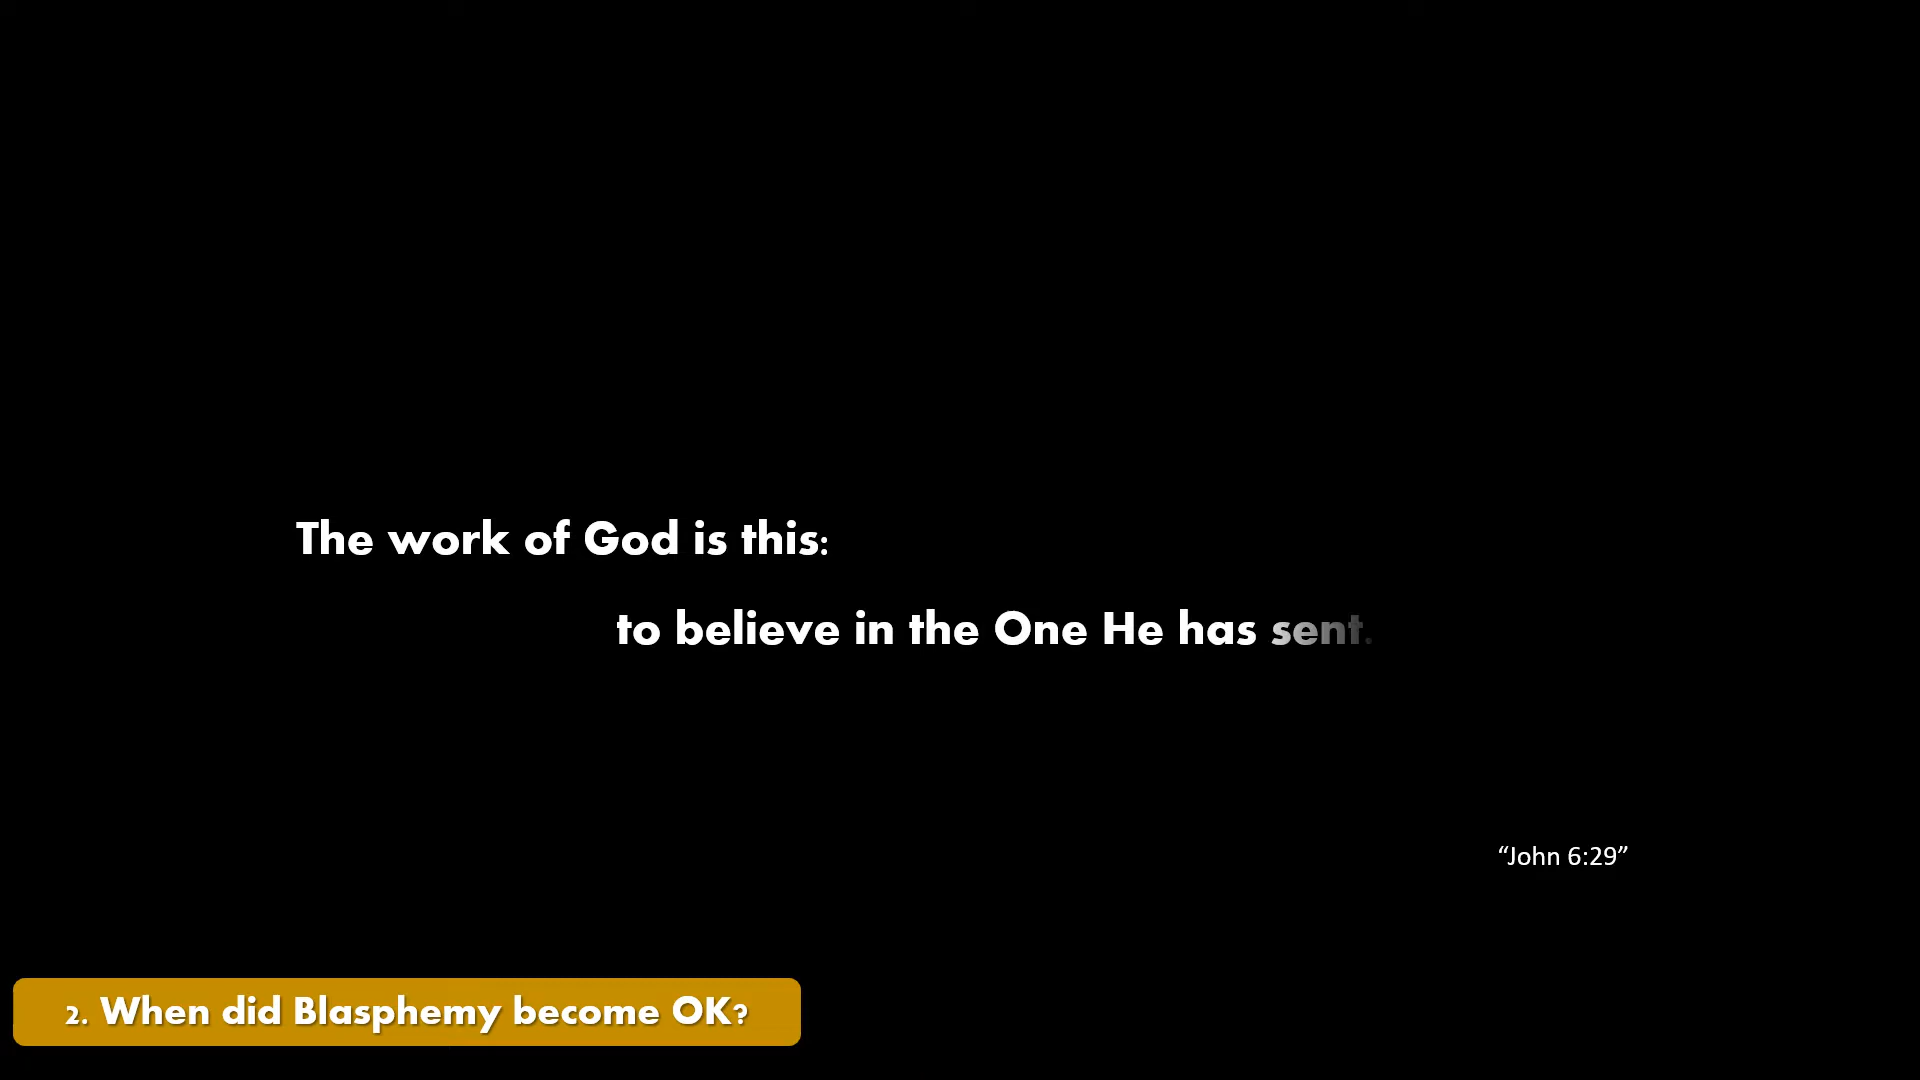 The work of God is this:
to believe in the One He has sent.
“John 6:29”
2. When did Blasphemy become OK?